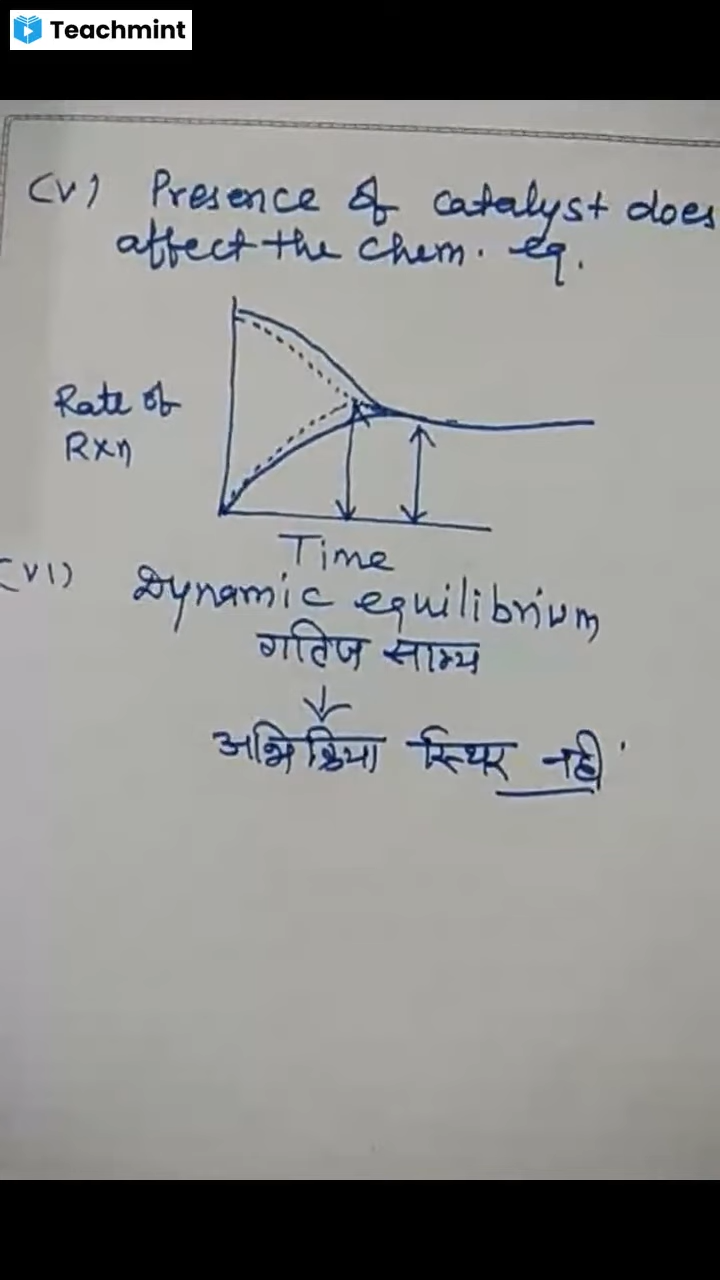 Teachmint
(V) Presence of catalyst does
affect the chem. eq.
Rate of
Rxn
Time
(VI) Dynamic equilibrium
गतिज साम्य
अभिक्रिया स्थिर नहीं